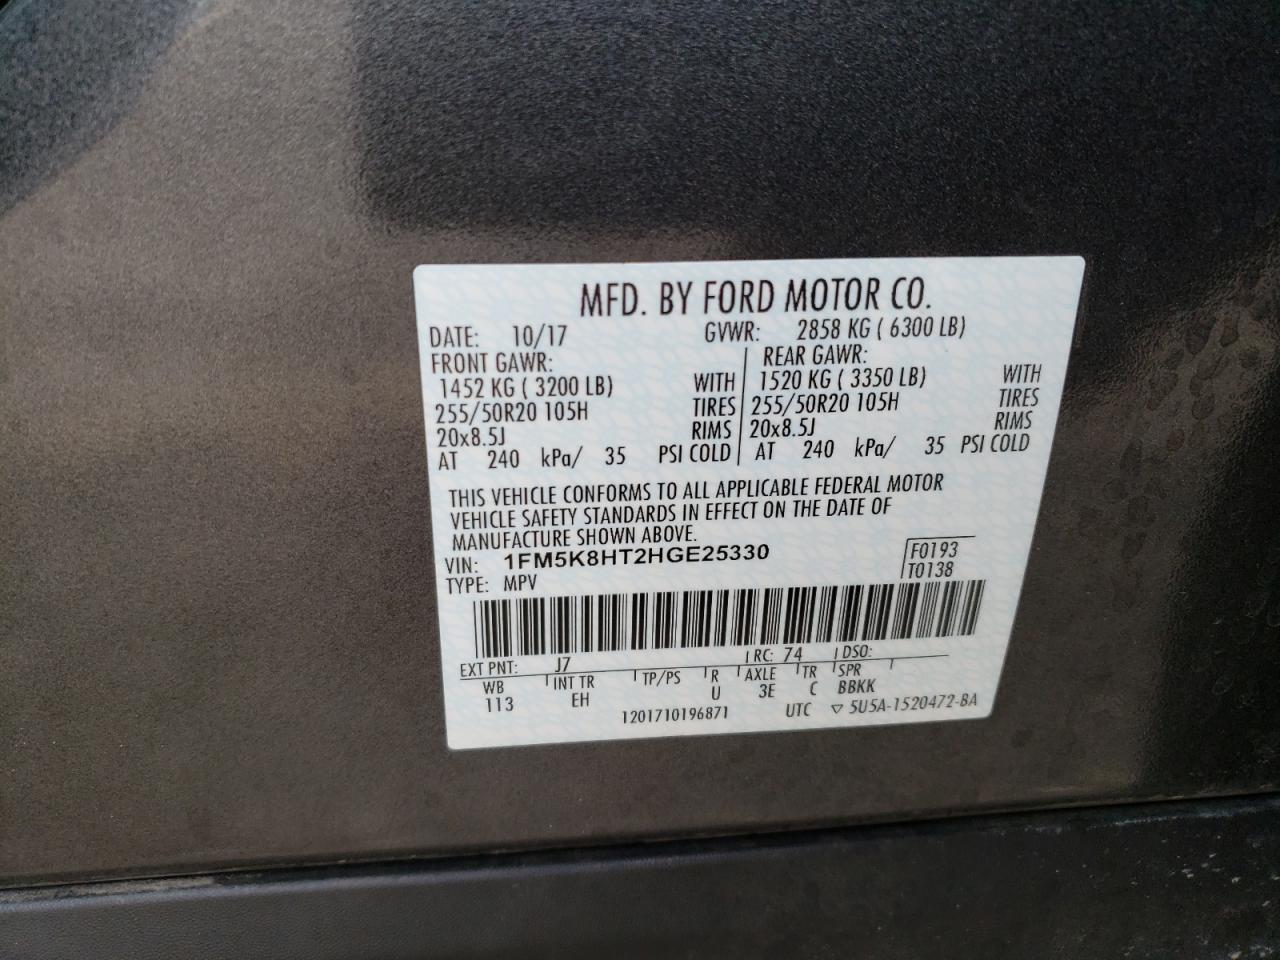 MFD. BY FORD MOTOR CO.
DATE: 10/17 GVWR: 2858 KG ( 6300 LB)
FRONT GAWR: REAR GAWR:
1452 KG ( 3200 LB) WITH 1520 KG ( 3350 LB) WITH
255/50R20 105H TIRES 255/50R20 105H TIRES
20x8.5J RIMS 20x8.5J RIMS
AT 240 kPa/ 35 PSI COLD AT 240 kPa/ 35 PSI COLD
THIS VEHICLE CONFORMS TO ALL APPLICABLE FEDERAL MOTOR
VEHICLE SAFETY STANDARDS IN EFFECT ON THE DATE OF
MANUFACTURE SHOWN ABOVE.
VIN: 1FM5K8HT2HGE25330 F0193
TYPE: MPV T0138
EXT PNT: J7 RC: 74 DSO:
WB INT TR TP/PS R AXLE TR SPR
113 EH U 3E C BBKK
1201710196871 UTC ▽ 5U5A-1520472-BA